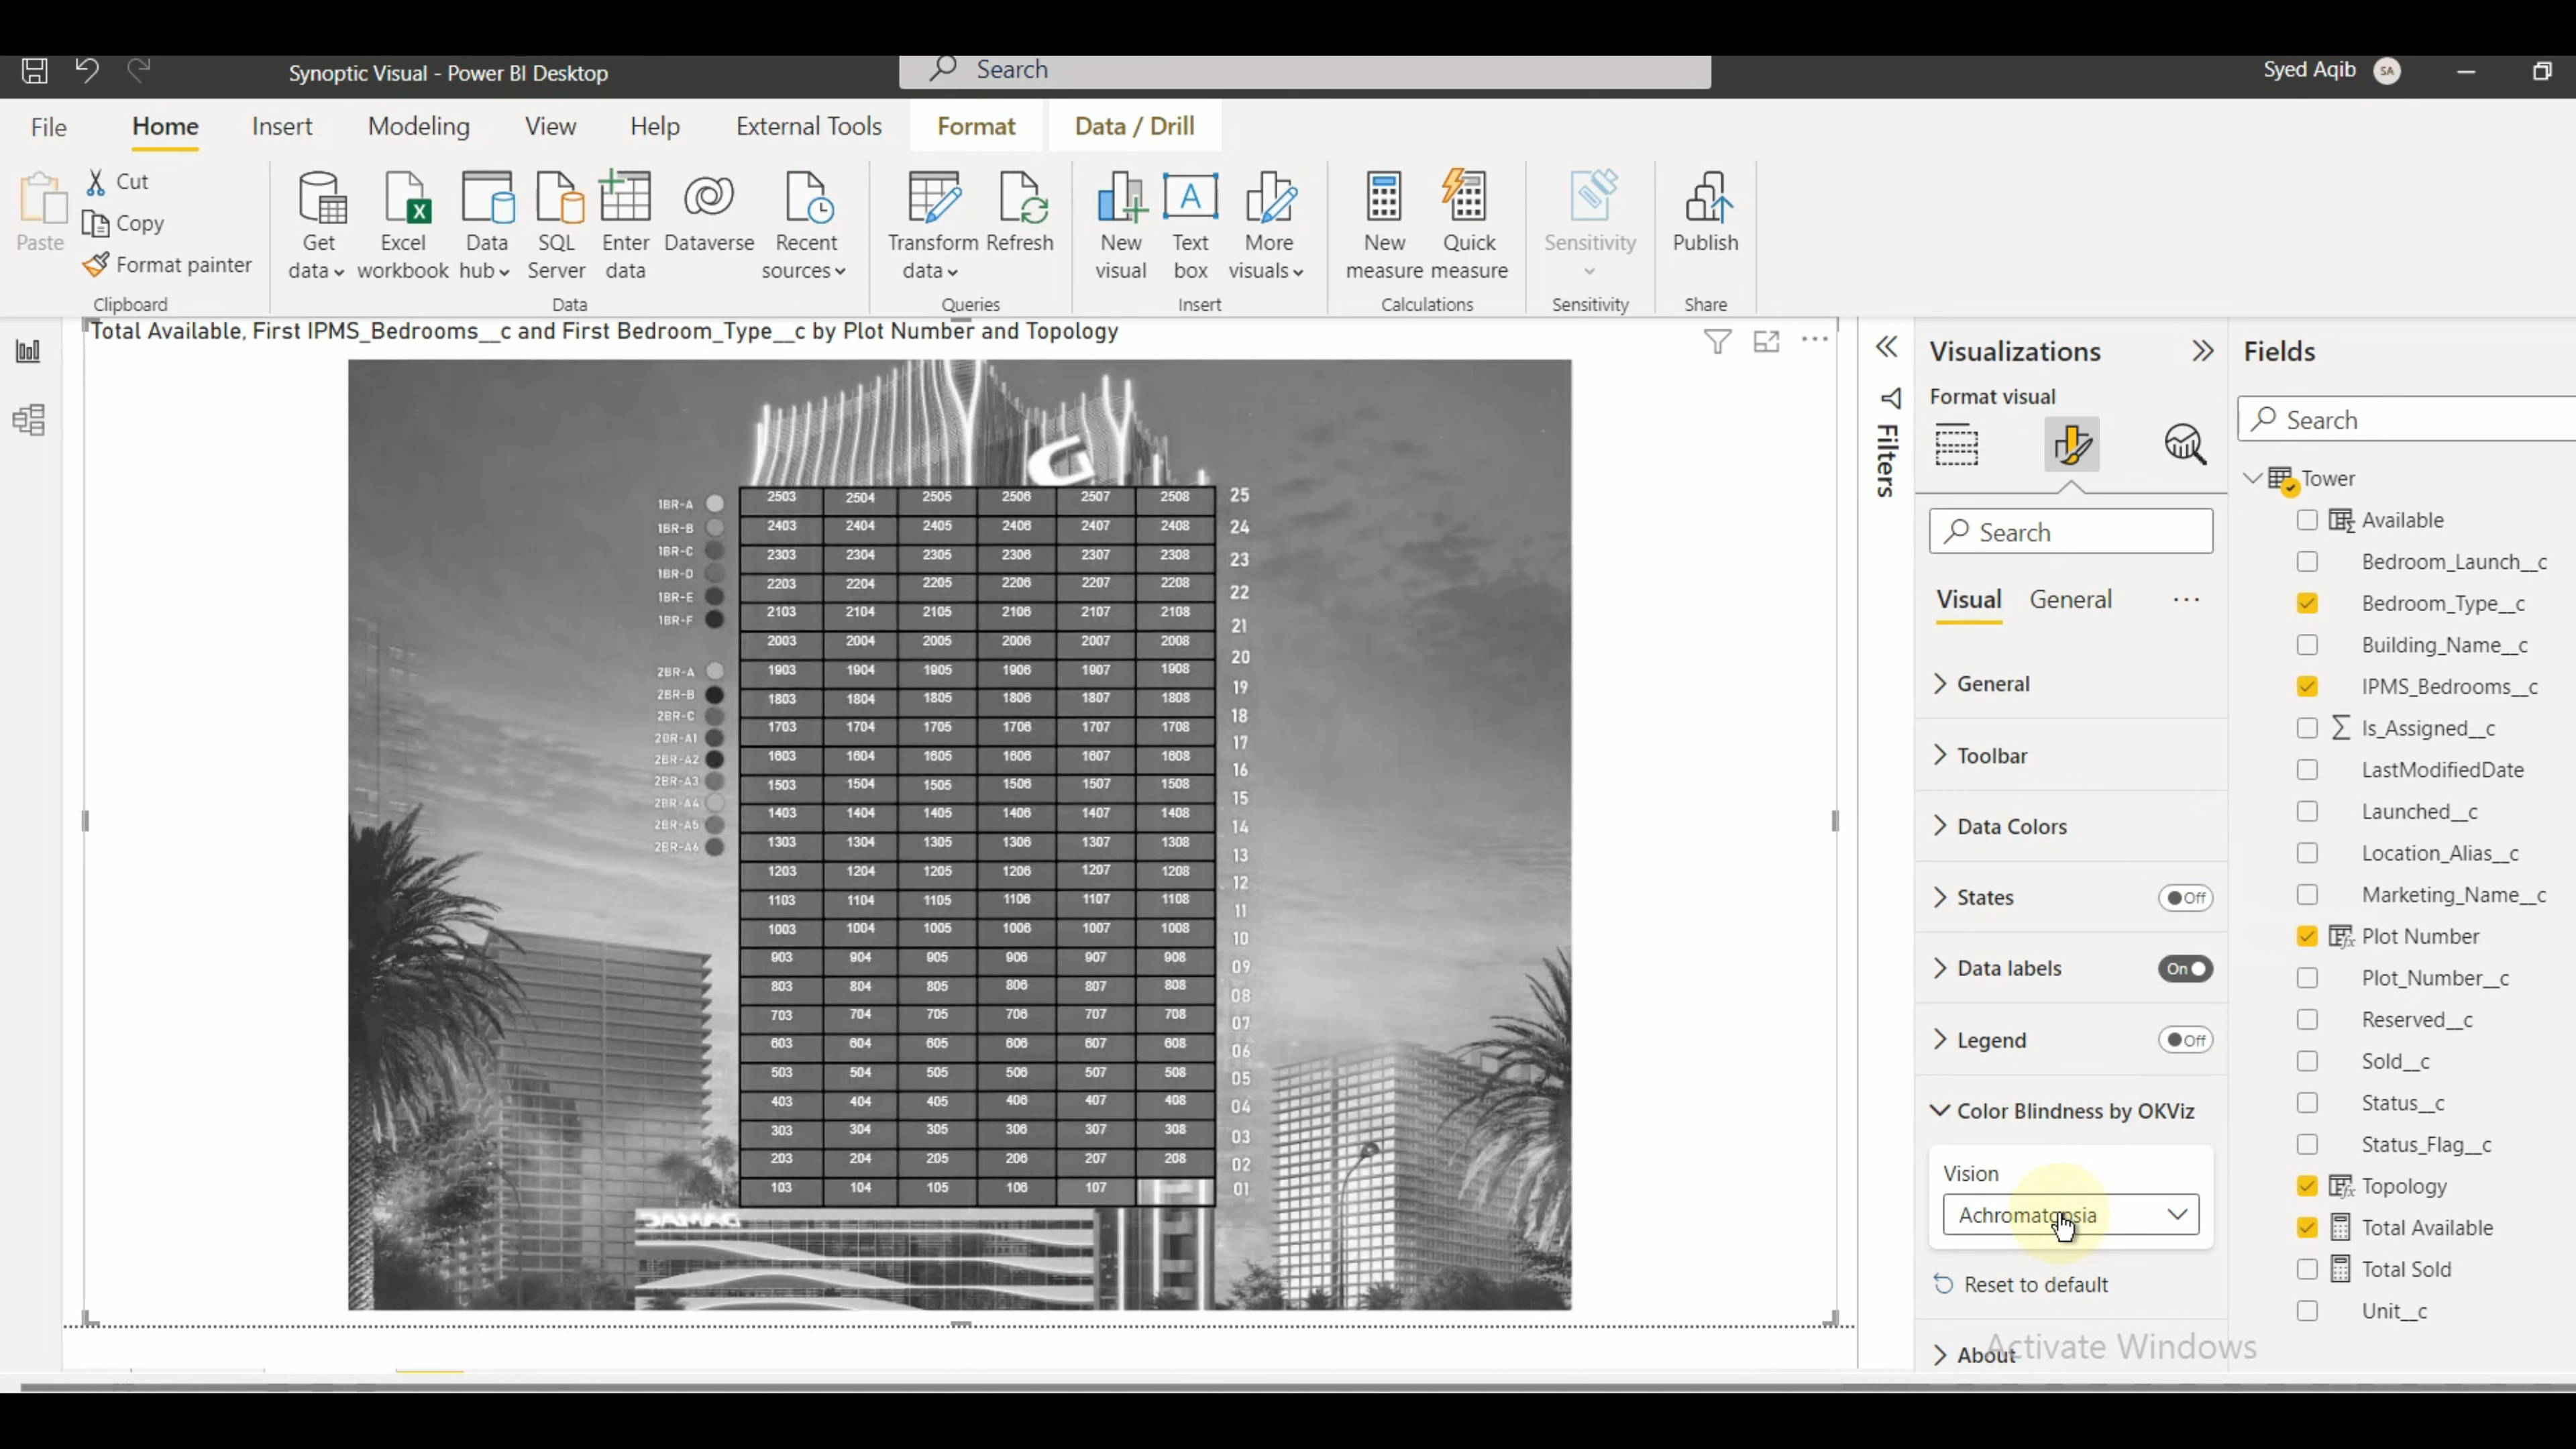 Synoptic Visual - Power BI Desktop
Search
Syed Aqib SA
File Home Insert Modeling View Help External Tools Format Data / Drill
Paste
Cut
Copy
Format painter
Clipboard
Get data
Excel workbook
Data hub
SQL Server
Enter data
Dataverse
Recent sources
Data
Transform data
Refresh
Queries
New visual
Text box
More visuals
Insert
New measure
Quick measure
Calculations
Sensitivity
Sensitivity
Publish
Share
Total Available, First IPMS_Bedrooms__c and First Bedroom_Type__c by Plot Number and Topology
1BR-A
1BR-B
1BR-C
1BR-D
1BR-E
1BR-F
2BR-A
2BR-B
2BR-C
2BR-A1
2BR-A2
2BR-A3
2BR-A4
2BR-A5
2BR-A6
2503 2504 2505 2506 2507 2508 25
2403 2404 2405 2406 2407 2408 24
2303 2304 2305 2306 2307 2308 23
2203 2204 2205 2206 2207 2208 22
2103 2104 2105 2106 2107 2108 21
2003 2004 2005 2006 2007 2008 20
1903 1904 1905 1906 1907 1908 19
1803 1804 1805 1806 1807 1808 18
1703 1704 1705 1706 1707 1708 17
1603 1604 1605 1606 1607 1608 16
1503 1504 1505 1506 1507 1508 15
1403 1404 1405 1406 1407 1408 14
1303 1304 1305 1306 1307 1308 13
1203 1204 1205 1206 1207 1208 12
1103 1104 1105 1106 1107 1108 11
1003 1004 1005 1006 1007 1008 10
903 904 905 906 907 908 09
803 804 805 806 807 808 08
703 704 705 706 707 708 07
603 604 605 606 607 608 06
503 504 505 506 507 508 05
403 404 405 406 407 408 04
303 304 305 306 307 308 03
203 204 205 206 207 208 02
103 104 105 106 107 01
DAMAC
Filters
Visualizations
Format visual
Search
Visual General
General
Toolbar
Data Colors
States Off
Data labels On
Legend Off
Color Blindness by OKViz
Vision
Achromatopsia
Reset to default
About
Fields
Search
Tower
Available
Bedroom_Launch__c
Bedroom_Type__c
Building_Name__c
IPMS_Bedrooms__c
Is_Assigned__c
LastModifiedDate
Launched__c
Location_Alias__c
Marketing_Name__c
Plot Number
Plot_Number__c
Reserved__c
Sold__c
Status__c
Status_Flag__c
Topology
Total Available
Total Sold
Unit__c
Activate Windows